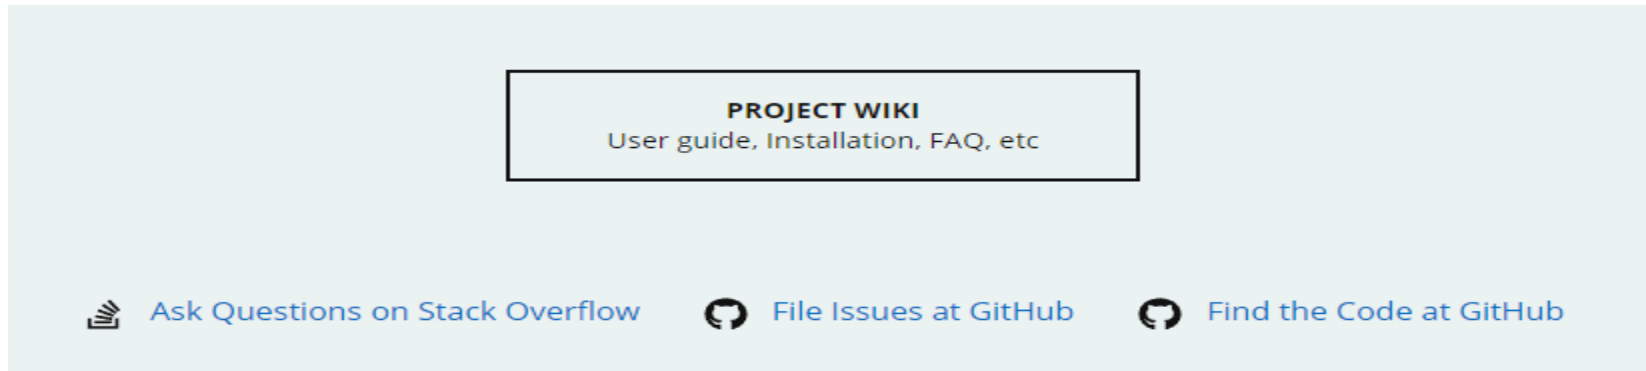 PROJECT WIKI
User guide, Installation, FAQ, etc
Ask Questions on Stack Overflow File Issues at GitHub Find the Code at GitHub